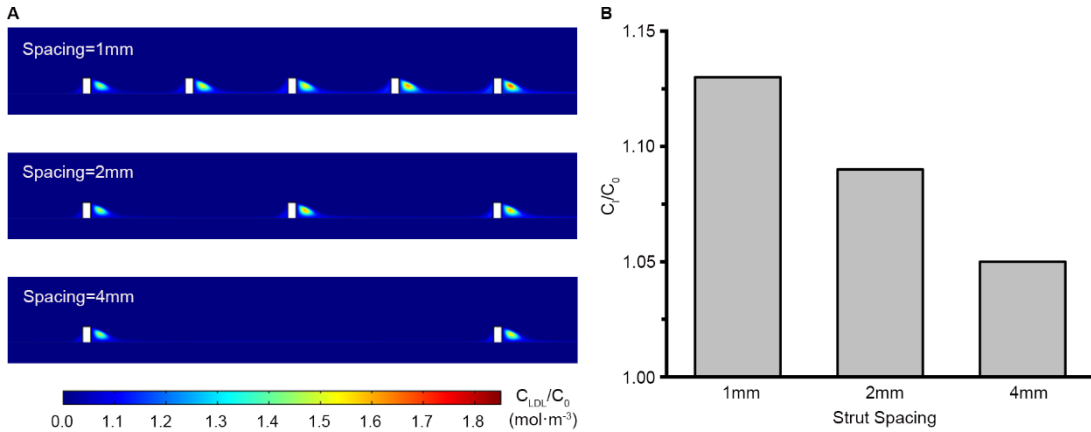 A
Spacing=1mm
Spacing=2mm
Spacing=4mm
C_LDL/C_0
0.0 1.1 1.2 1.3 1.4 1.5 1.6 1.7 1.8 (mol·m⁻³)
B
1.15
1.10
1.05
1.00
C_f/C_0
1mm 2mm 4mm
Strut Spacing